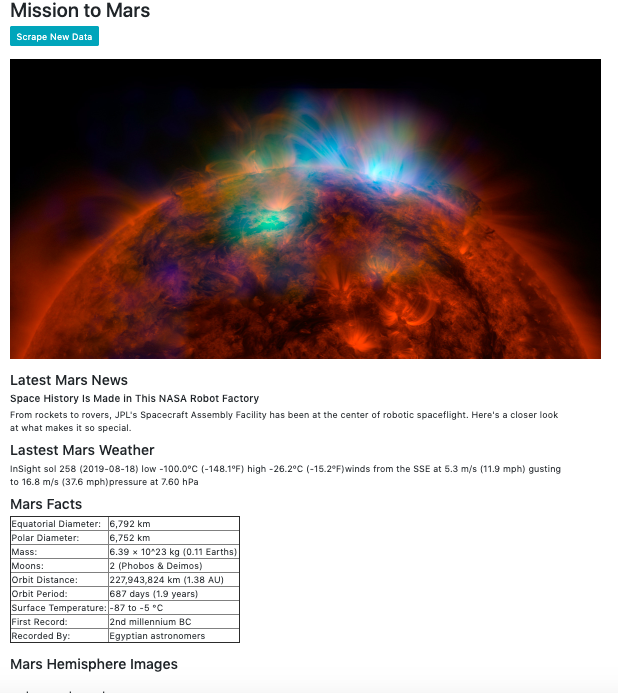 Mission to Mars
Scrape New Data
Latest Mars News
Space History Is Made in This NASA Robot Factory
From rockets to rovers, JPL's Spacecraft Assembly Facility has been at the center of robotic spaceflight. Here's a closer look
at what makes it so special.
Lastest Mars Weather
InSight sol 258 (2019-08-18) low -100.0ºC (-148.1ºF) high -26.2ºC (-15.2ºF)winds from the SSE at 5.3 m/s (11.9 mph) gusting
to 16.8 m/s (37.6 mph)pressure at 7.60 hPa
Mars Facts
Equatorial Diameter: 6,792 km
Polar Diameter: 6,752 km
Mass: 6.39 × 10^23 kg (0.11 Earths)
Moons: 2 (Phobos & Deimos)
Orbit Distance: 227,943,824 km (1.38 AU)
Orbit Period: 687 days (1.9 years)
Surface Temperature: -87 to -5 °C
First Record: 2nd millennium BC
Recorded By: Egyptian astronomers
Mars Hemisphere Images